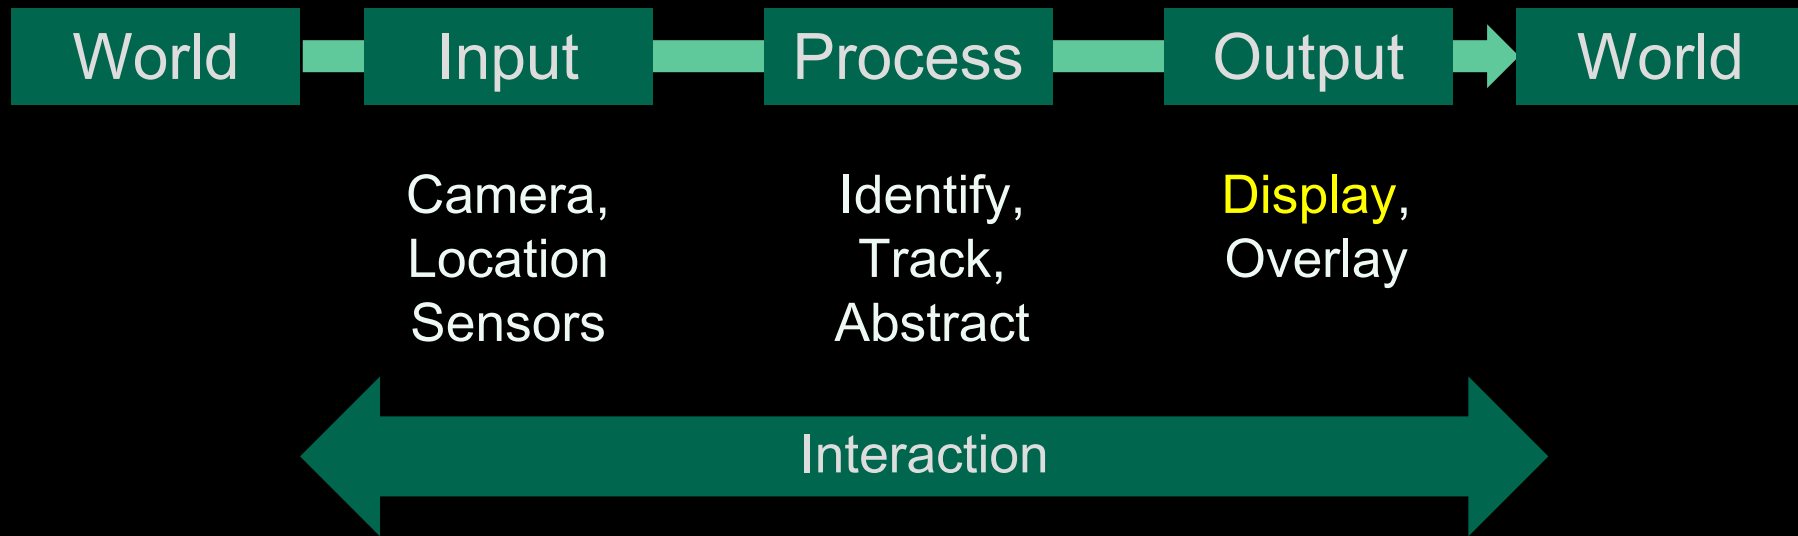 World
Input
Process
Output
World
Camera,
Location
Sensors
Identify,
Track,
Abstract
Display,
Overlay
Interaction